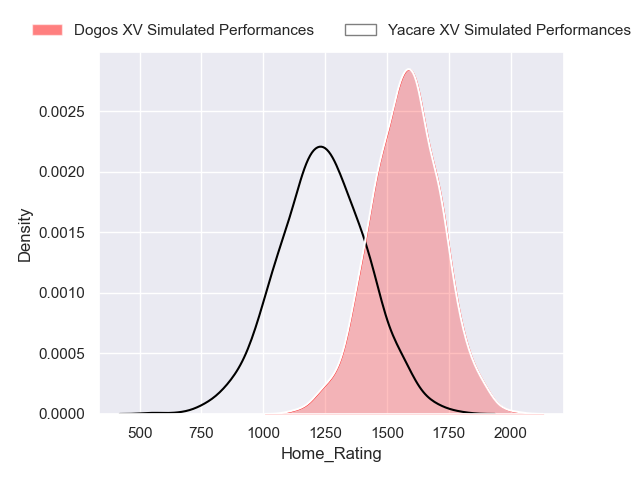 Dogos XV Simulated Performances
Yacare XV Simulated Performances
Density
0.0025
0.0020
0.0015
0.0010
0.0005
0.0000
500 750 1000 1250 1500 1750 2000
Home_Rating